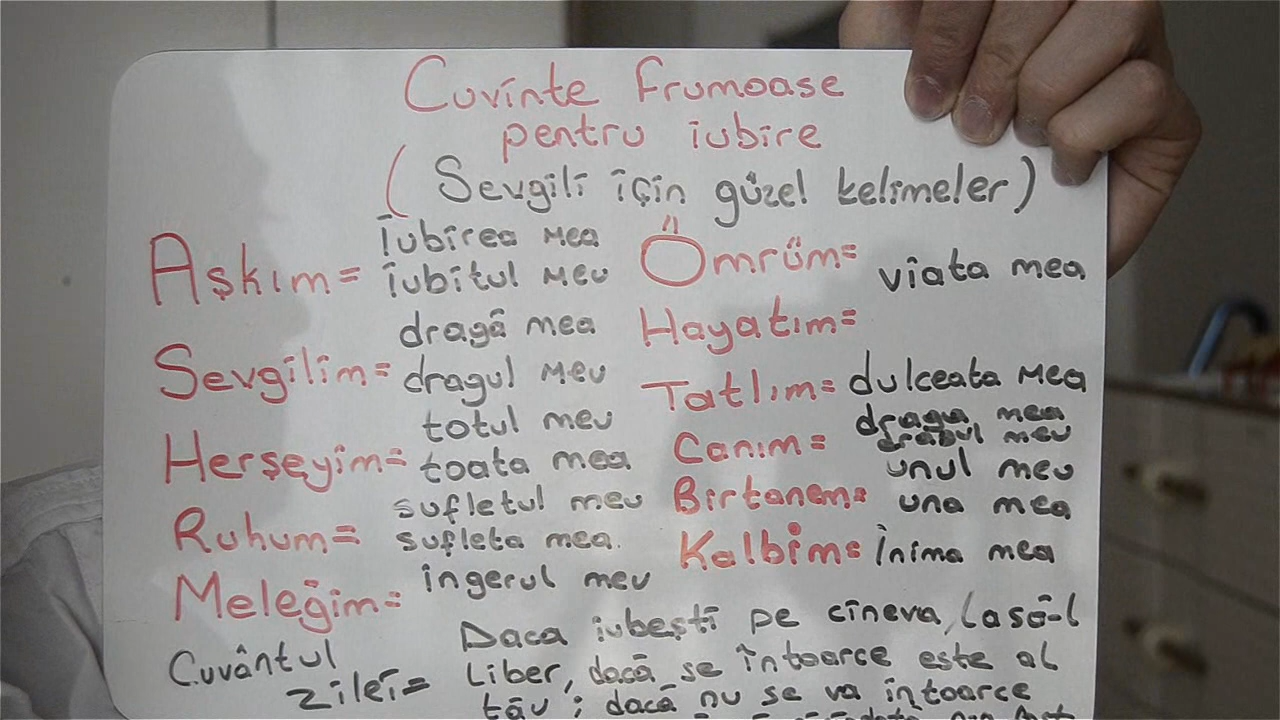 Cuvinte frumoase
pentru iubire
( Sevgili için güzel kelimeler)
Aşkım= iubirea mea
iubitul meu
Sevgilim= dragă mea
dragul meu
Herşeyim= totul meu
toata mea
Ruhum= sufletul meu
sufleta mea.
Meleğim= îngerul meu
Ömrüm= viata mea
Hayatım=
Tatlım= dulceata mea
Canım= draga mea
meu
Birtanem= unul meu
una mea
Kalbim= înima mea
Cuvântul
zilei=
Daca iubeşti pe cineva, lasă-l
Liber, dacă se întoarce este al
tău ; dacă nu se va întoarce